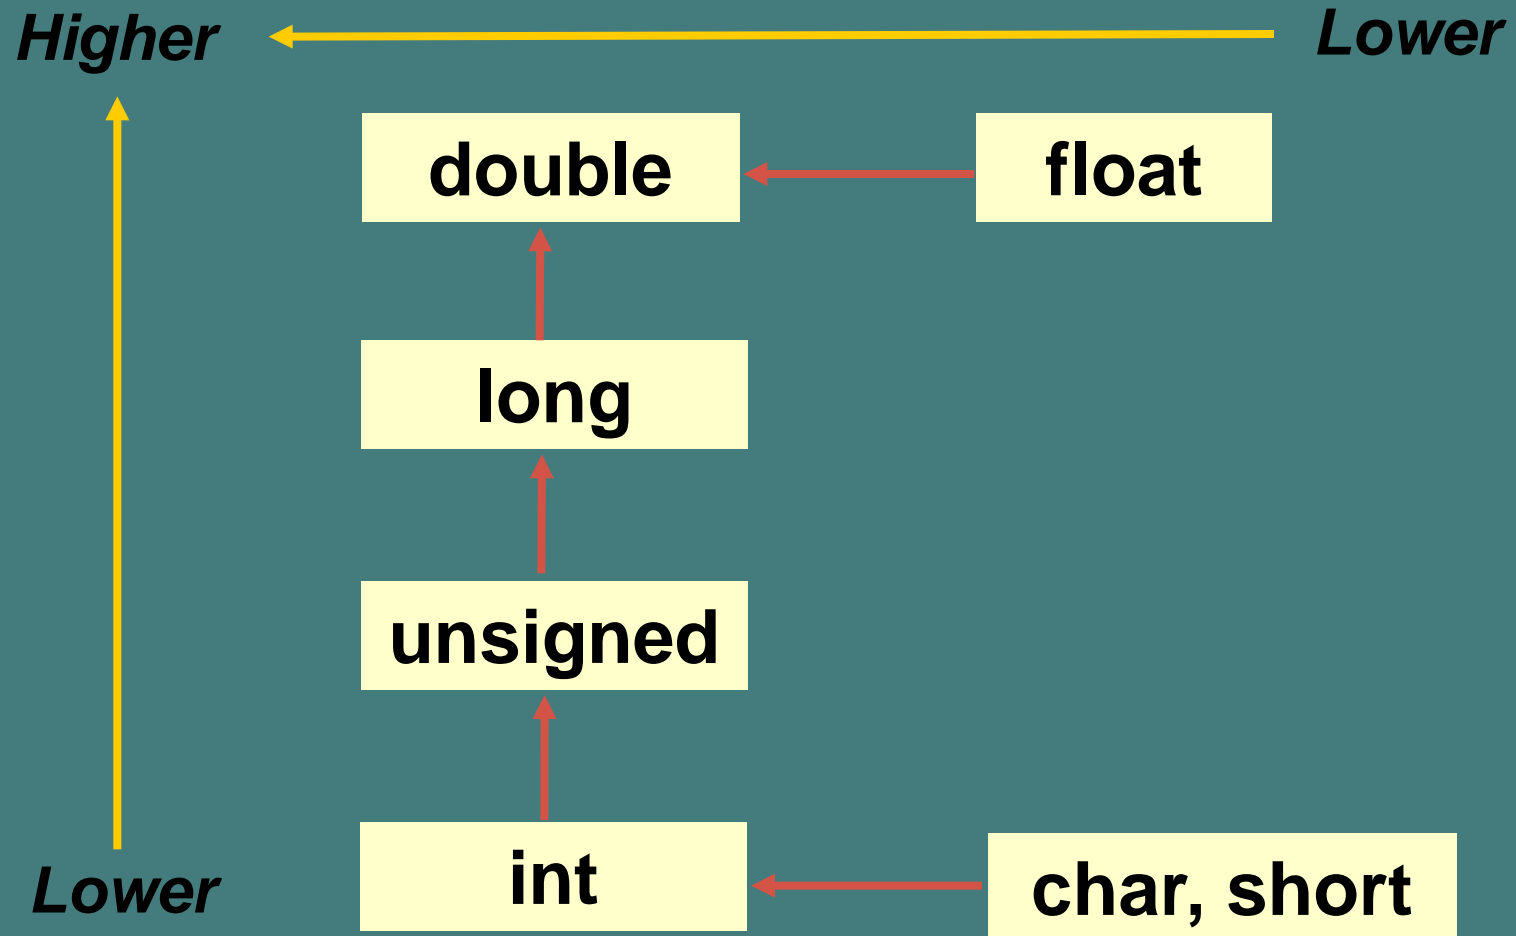 Higher
Lower
double
float
long
unsigned
int
char, short
Lower